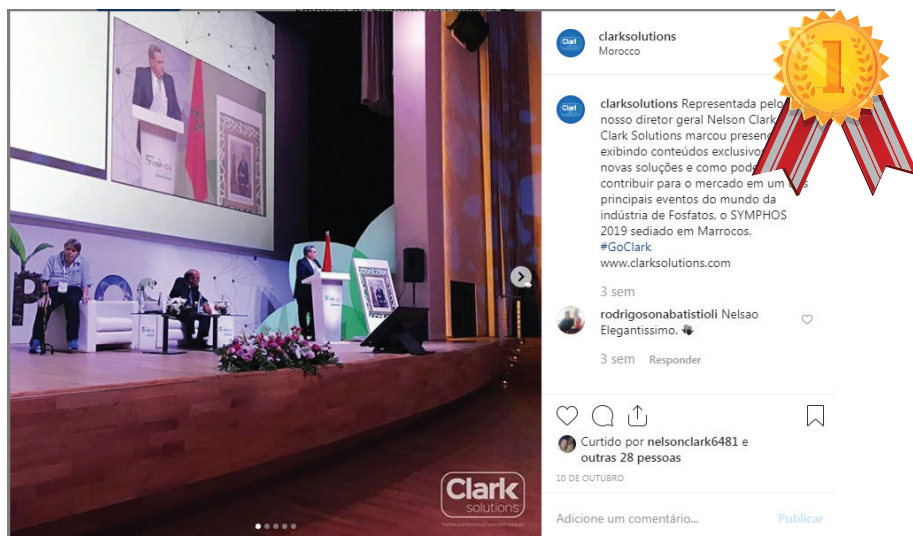 clarksolutions
Morocco
clarksolutions Representada pelo
nosso diretor geral Nelson Clark
Clark Solutions marcou
exibindo conteúdos
novas soluções e como
contribuir para o mercado em um
principais eventos do mundo da
indústria de Fosfatos, o SYMPHOS
2019 sediado em Marrocos.
#GoClark
www.clarksolutions.com
3 sem
rodrigosonabatistioli Nelsao
Elegantissimo.
3 sem Responder
Curtido por nelsonclark6481 e
outras 28 pessoas
10 DE OUTUBRO
Adicione um comentário...
Publicar
Clark
solutions
1